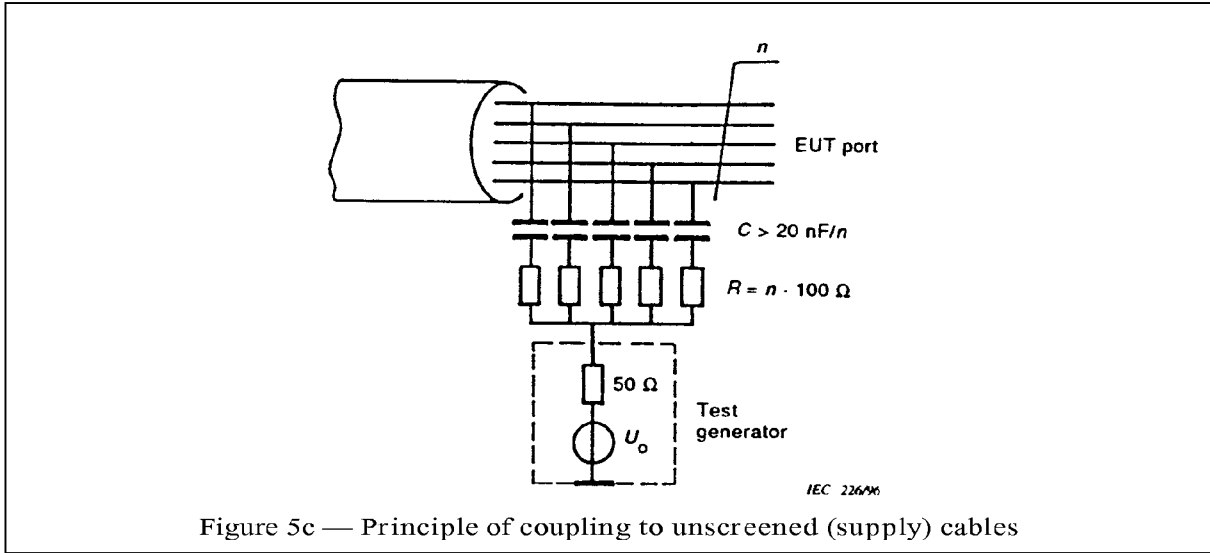 n
EUT port
C > 20 nF/n
R = n · 100 Ω
50 Ω
Test
generator
Uo
IEC 226/96
Figure 5c — Principle of coupling to unscreened (supply) cables